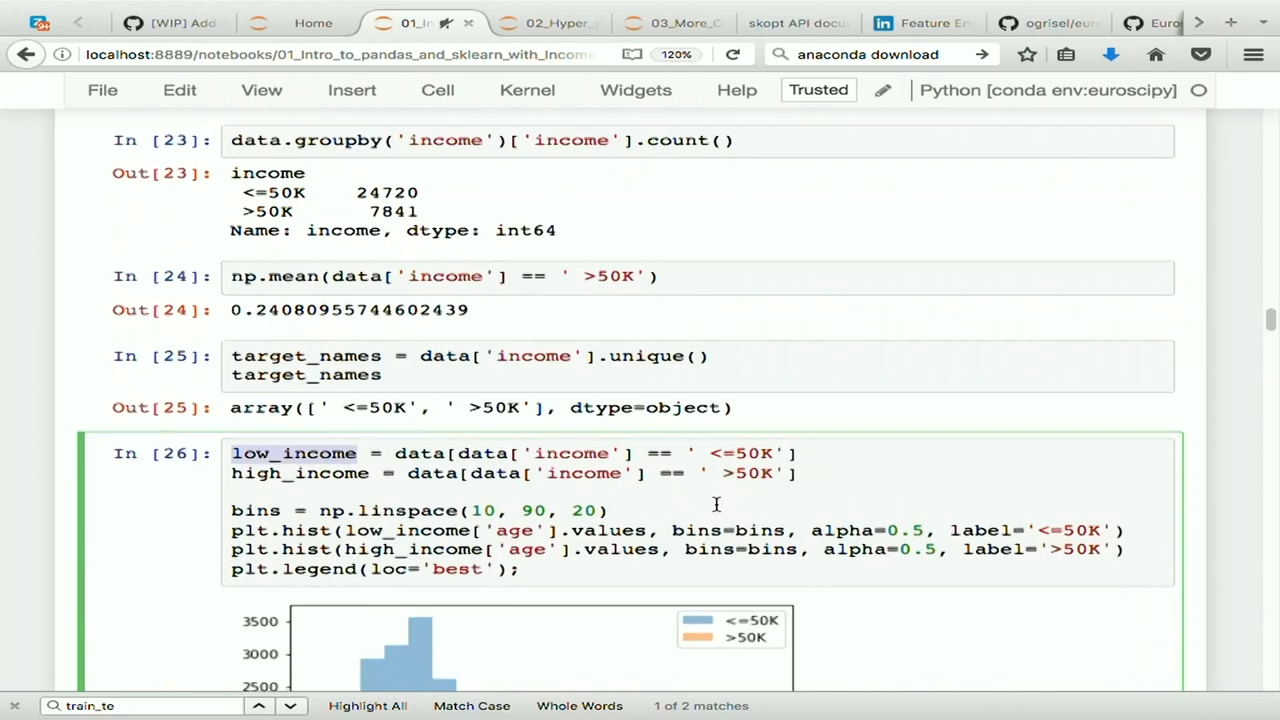 [WIP] Add
Home
01_In
02_Hyper_
03_More_C
skopt API docu
Feature En
ogrisel/eur
Euros
localhost:8889/notebooks/01_Intro_to_pandas_and_sklearn_with_Income
120%
anaconda download
File Edit View Insert Cell Kernel Widgets Help Trusted Python [conda env:euroscipy]
In [23]: data.groupby('income')['income'].count()
Out[23]: income
<=50K 24720
>50K 7841
Name: income, dtype: int64
In [24]: np.mean(data['income'] == ' >50K')
Out[24]: 0.24080955744602439
In [25]: target_names = data['income'].unique()
target_names
Out[25]: array([' <=50K', ' >50K'], dtype=object)
In [26]: low_income = data[data['income'] == ' <=50K']
high_income = data[data['income'] == ' >50K']
bins = np.linspace(10, 90, 20)
plt.hist(low_income['age'].values, bins=bins, alpha=0.5, label='<=50K')
plt.hist(high_income['age'].values, bins=bins, alpha=0.5, label='>50K')
plt.legend(loc='best');
3500
<=50K
>50K
3000
2500
train_te
Highlight All Match Case Whole Words 1 of 2 matches